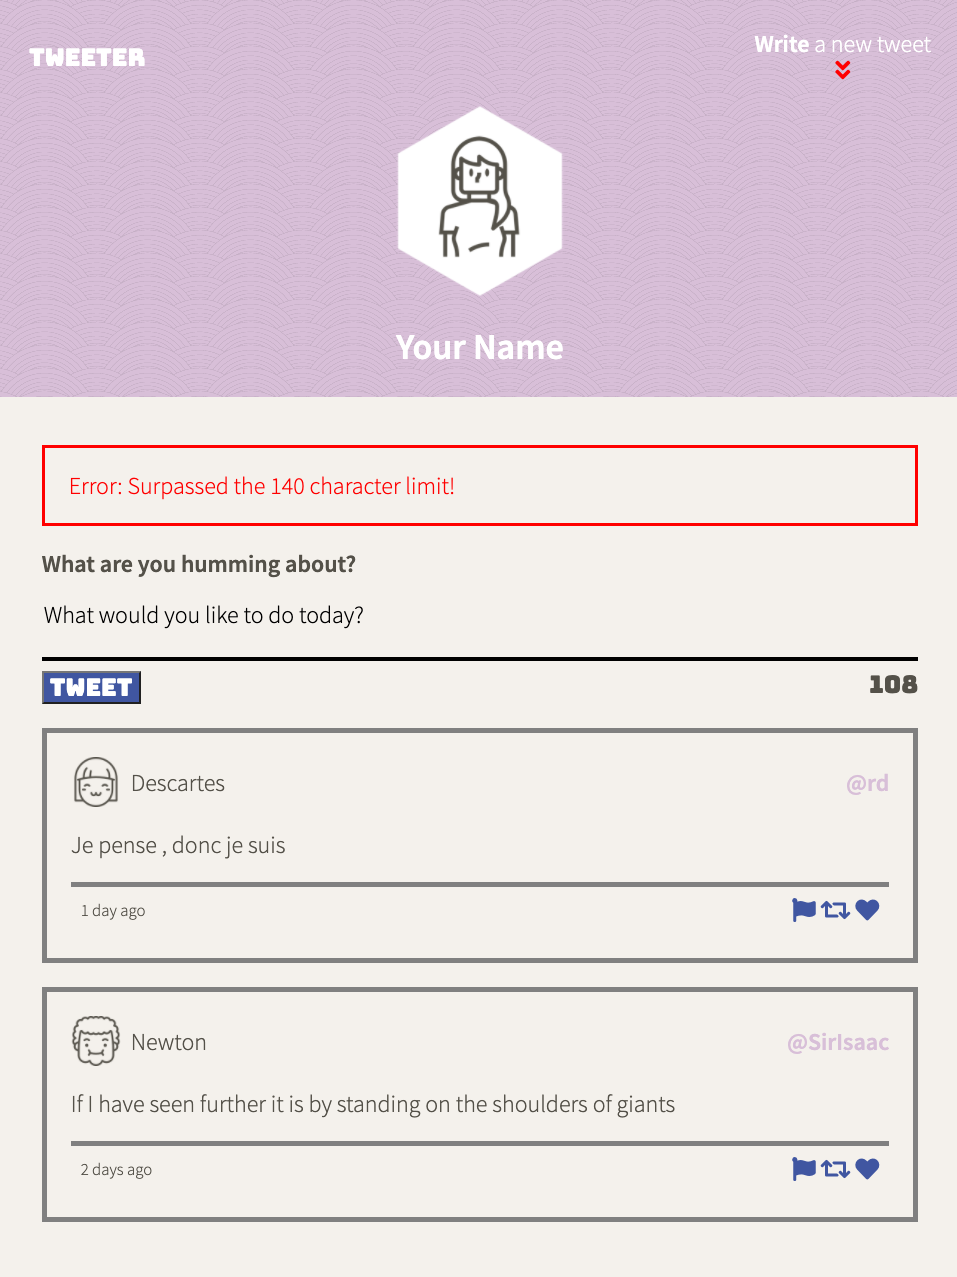 TWEETER
Write a new tweet
Your Name
Error: Surpassed the 140 character limit!
What are you humming about?
What would you like to do today?
TWEET
108
Descartes
@rd
Je pense , donc je suis
1 day ago
Newton
@SirIsaac
If I have seen further it is by standing on the shoulders of giants
2 days ago